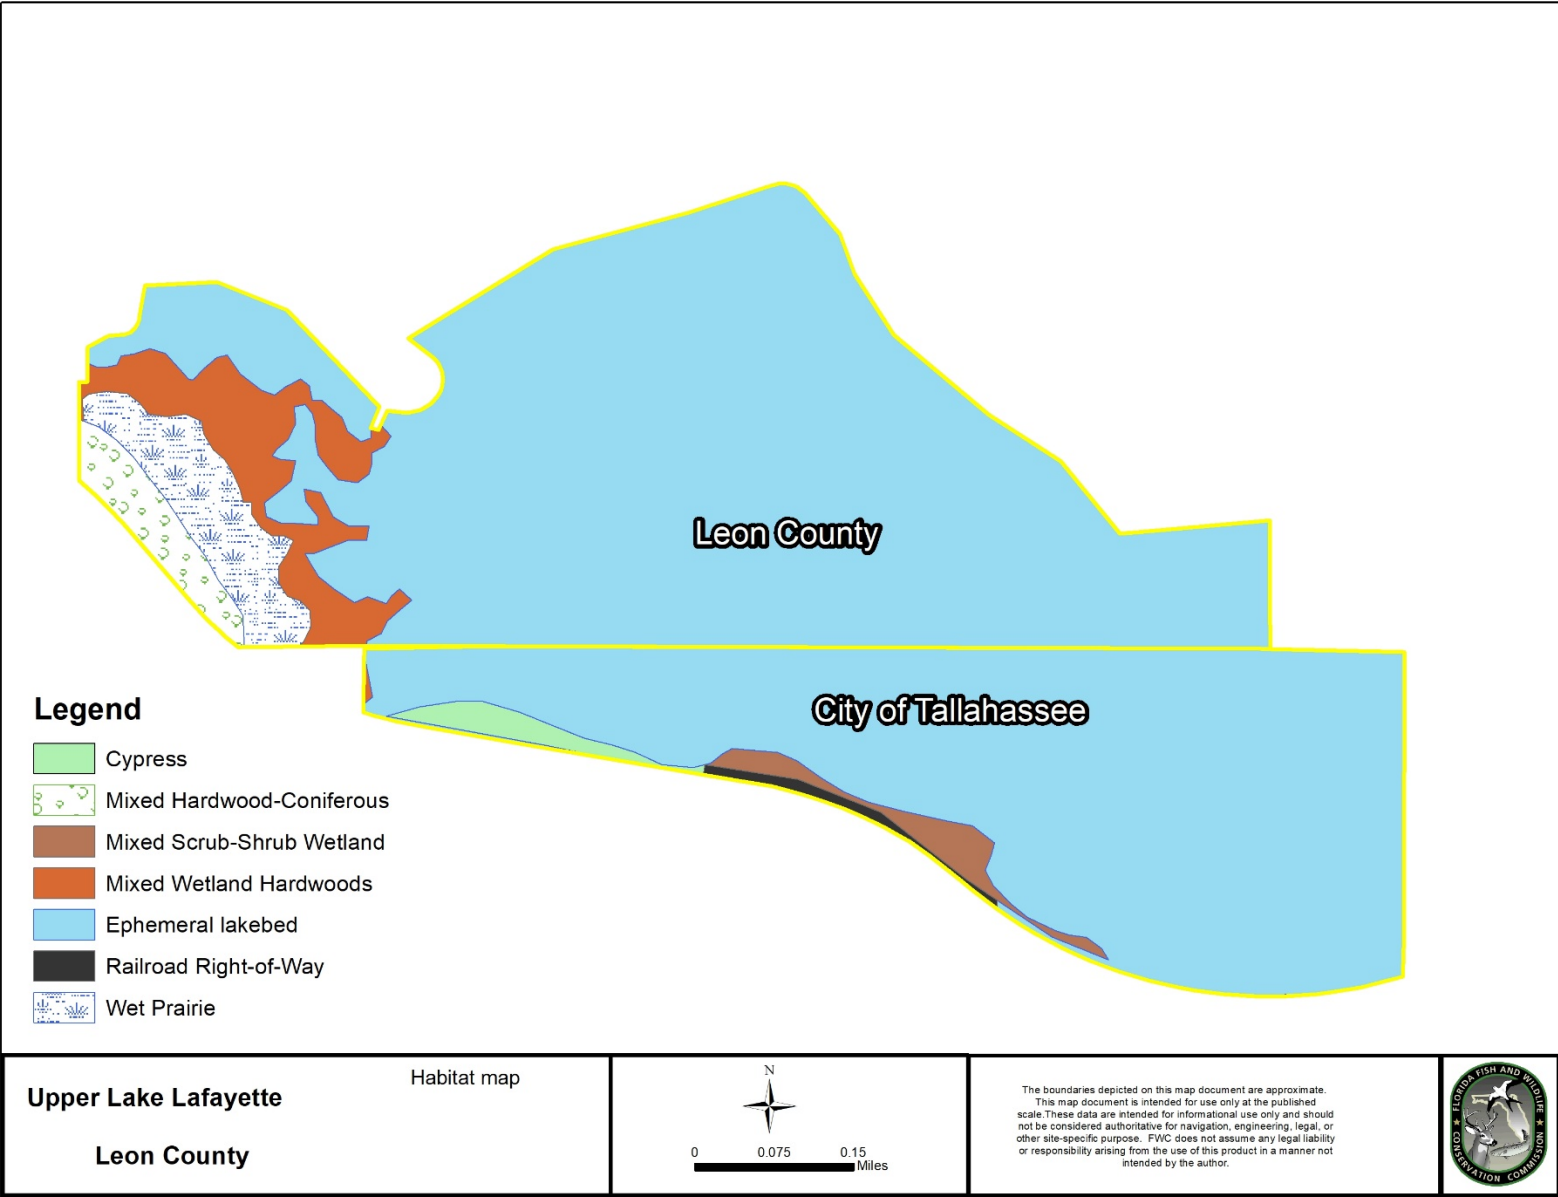 Leon County
City of Tallahassee
Legend
Cypress
Mixed Hardwood-Coniferous
Mixed Scrub-Shrub Wetland
Mixed Wetland Hardwoods
Ephemeral lakebed
Railroad Right-of-Way
Wet Prairie
Upper Lake Lafayette
Leon County
Habitat map
N
0 0.075 0.15
Miles
The boundaries depicted on this map document are approximate.
This map document is intended for use only at the published
scale.These data are intended for informational use only and should
not be considered authoritative for navigation, engineering, legal, or
other site-specific purpose. FWC does not assume any legal liability
or responsibility arising from the use of this product in a manner not
intended by the author.
FLORIDA FISH AND WILDLIFE
CONSERVATION COMMISSION